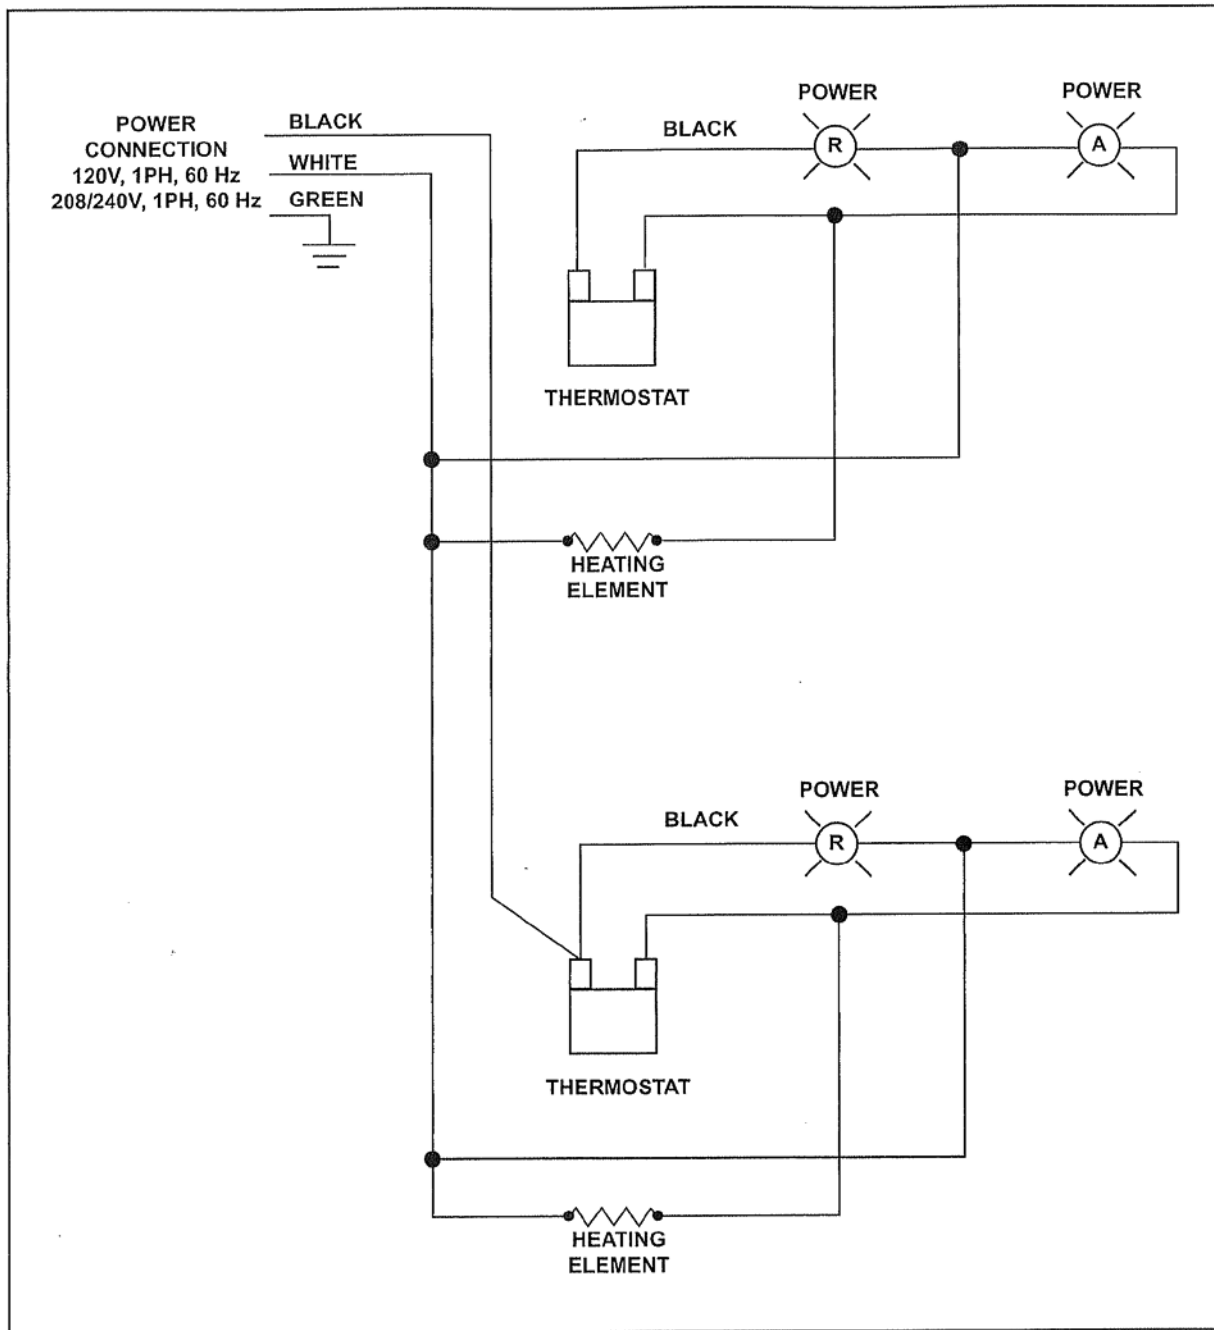 POWER
CONNECTION
120V, 1PH, 60 Hz
208/240V, 1PH, 60 Hz
BLACK
WHITE
GREEN
BLACK
POWER
R
POWER
A
THERMOSTAT
HEATING
ELEMENT
BLACK
POWER
R
POWER
A
THERMOSTAT
HEATING
ELEMENT